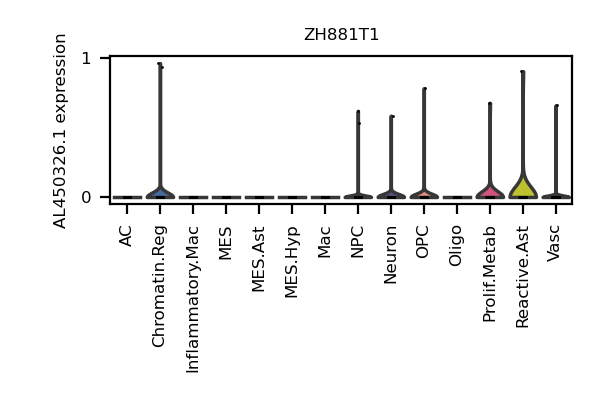 ZH881T1
AL450326.1 expression
1
0
AC
Chromatin.Reg
Inflammatory.Mac
MES
MES.Ast
MES.Hyp
Mac
NPC
Neuron
OPC
Oligo
Prolif.Metab
Reactive.Ast
Vasc